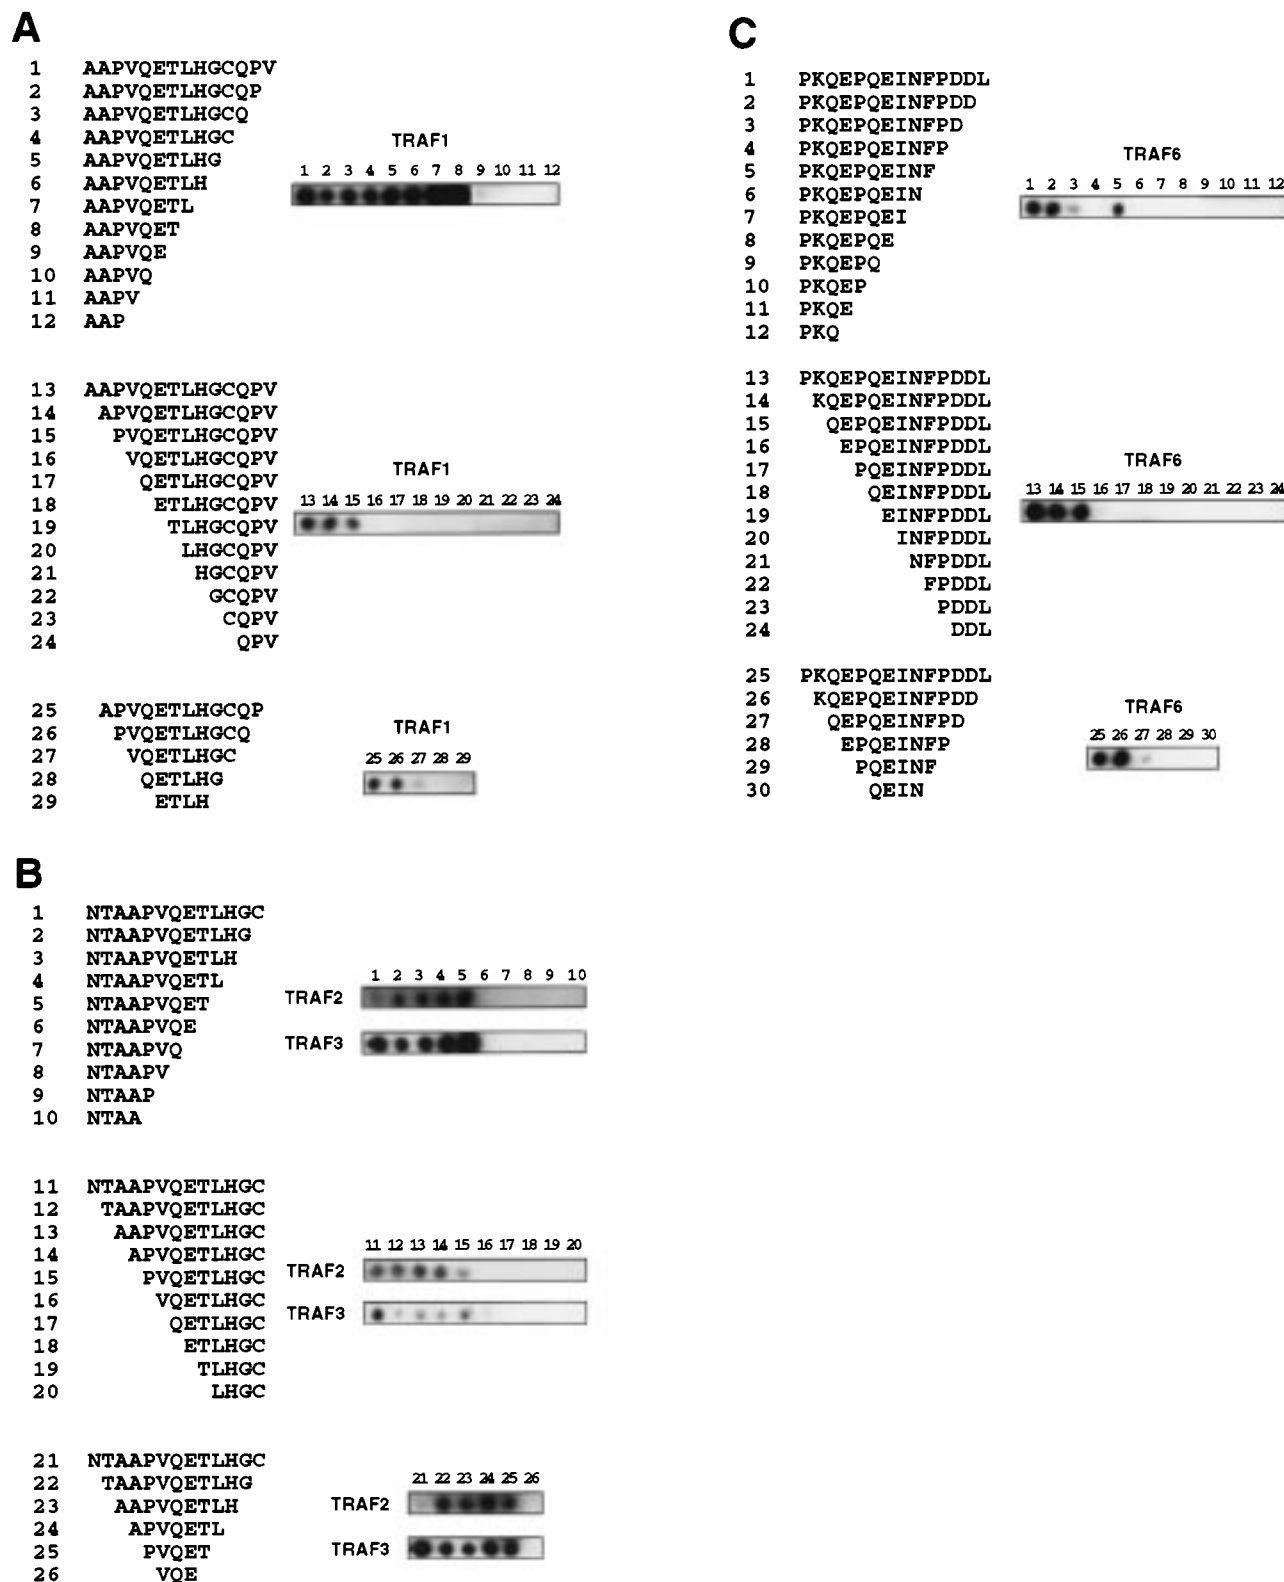 A
1 AAPVQETLHGCQPV
2 AAPVQETLHGCQP
3 AAPVQETLHGCQ
4 AAPVQETLHGC
5 AAPVQETLHG
6 AAPVQETLH
7 AAPVQETL
8 AAPVQET
9 AAPVQE
10 AAPVQ
11 AAPV
12 AAP
TRAF1
1 2 3 4 5 6 7 8 9 10 11 12
13 AAPVQETLHGCQPV
14 APVQETLHGCQPV
15 PVQETLHGCQPV
16 VQETLHGCQPV
17 QETLHGCQPV
18 ETLHGCQPV
19 TLHGCQPV
20 LHGCQPV
21 HGCQPV
22 GCQPV
23 CQPV
24 QPV
TRAF1
13 14 15 16 17 18 19 20 21 22 23 24
25 APVQETLHGCQP
26 PVQETLHGCQ
27 VQETLHGC
28 QETLHG
29 ETLH
TRAF1
25 26 27 28 29
B
1 NTAAPVQETLHGC
2 NTAAPVQETLHG
3 NTAAPVQETLH
4 NTAAPVQETL
5 NTAAPVQET
6 NTAAPVQE
7 NTAAPVQ
8 NTAAPV
9 NTAAP
10 NTAA
1 2 3 4 5 6 7 8 9 10
TRAF2
TRAF3
11 NTAAPVQETLHGC
12 TAAPVQETLHGC
13 AAPVQETLHGC
14 APVQETLHGC
15 PVQETLHGC
16 VQETLHGC
17 QETLHGC
18 ETLHGC
19 TLHGC
20 LHGC
11 12 13 14 15 16 17 18 19 20
TRAF2
TRAF3
21 NTAAPVQETLHGC
22 TAAPVQETLHG
23 AAPVQETLH
24 APVQETL
25 PVQET
26 VQE
21 22 23 24 25 26
TRAF2
TRAF3
C
1 PKQEPQEINFPDDL
2 PKQEPQEINFPDD
3 PKQEPQEINFPD
4 PKQEPQEINFP
5 PKQEPQEINF
6 PKQEPQEIN
7 PKQEPQEI
8 PKQEPQE
9 PKQEPQ
10 PKQEP
11 PKQE
12 PKQ
TRAF6
1 2 3 4 5 6 7 8 9 10 11 12
13 PKQEPQEINFPDDL
14 KQEPQEINFPDDL
15 QEPQEINFPDDL
16 EPQEINFPDDL
17 PQEINFPDDL
18 QEINFPDDL
19 EINFPDDL
20 INFPDDL
21 NFPDDL
22 FPDDL
23 PDDL
24 DDL
TRAF6
13 14 15 16 17 18 19 20 21 22 23 24
25 PKQEPQEINFPDDL
26 KQEPQEINFPDD
27 QEPQEINFPD
28 EPQEINFP
29 PQEINF
30 QEIN
TRAF6
25 26 27 28 29 30